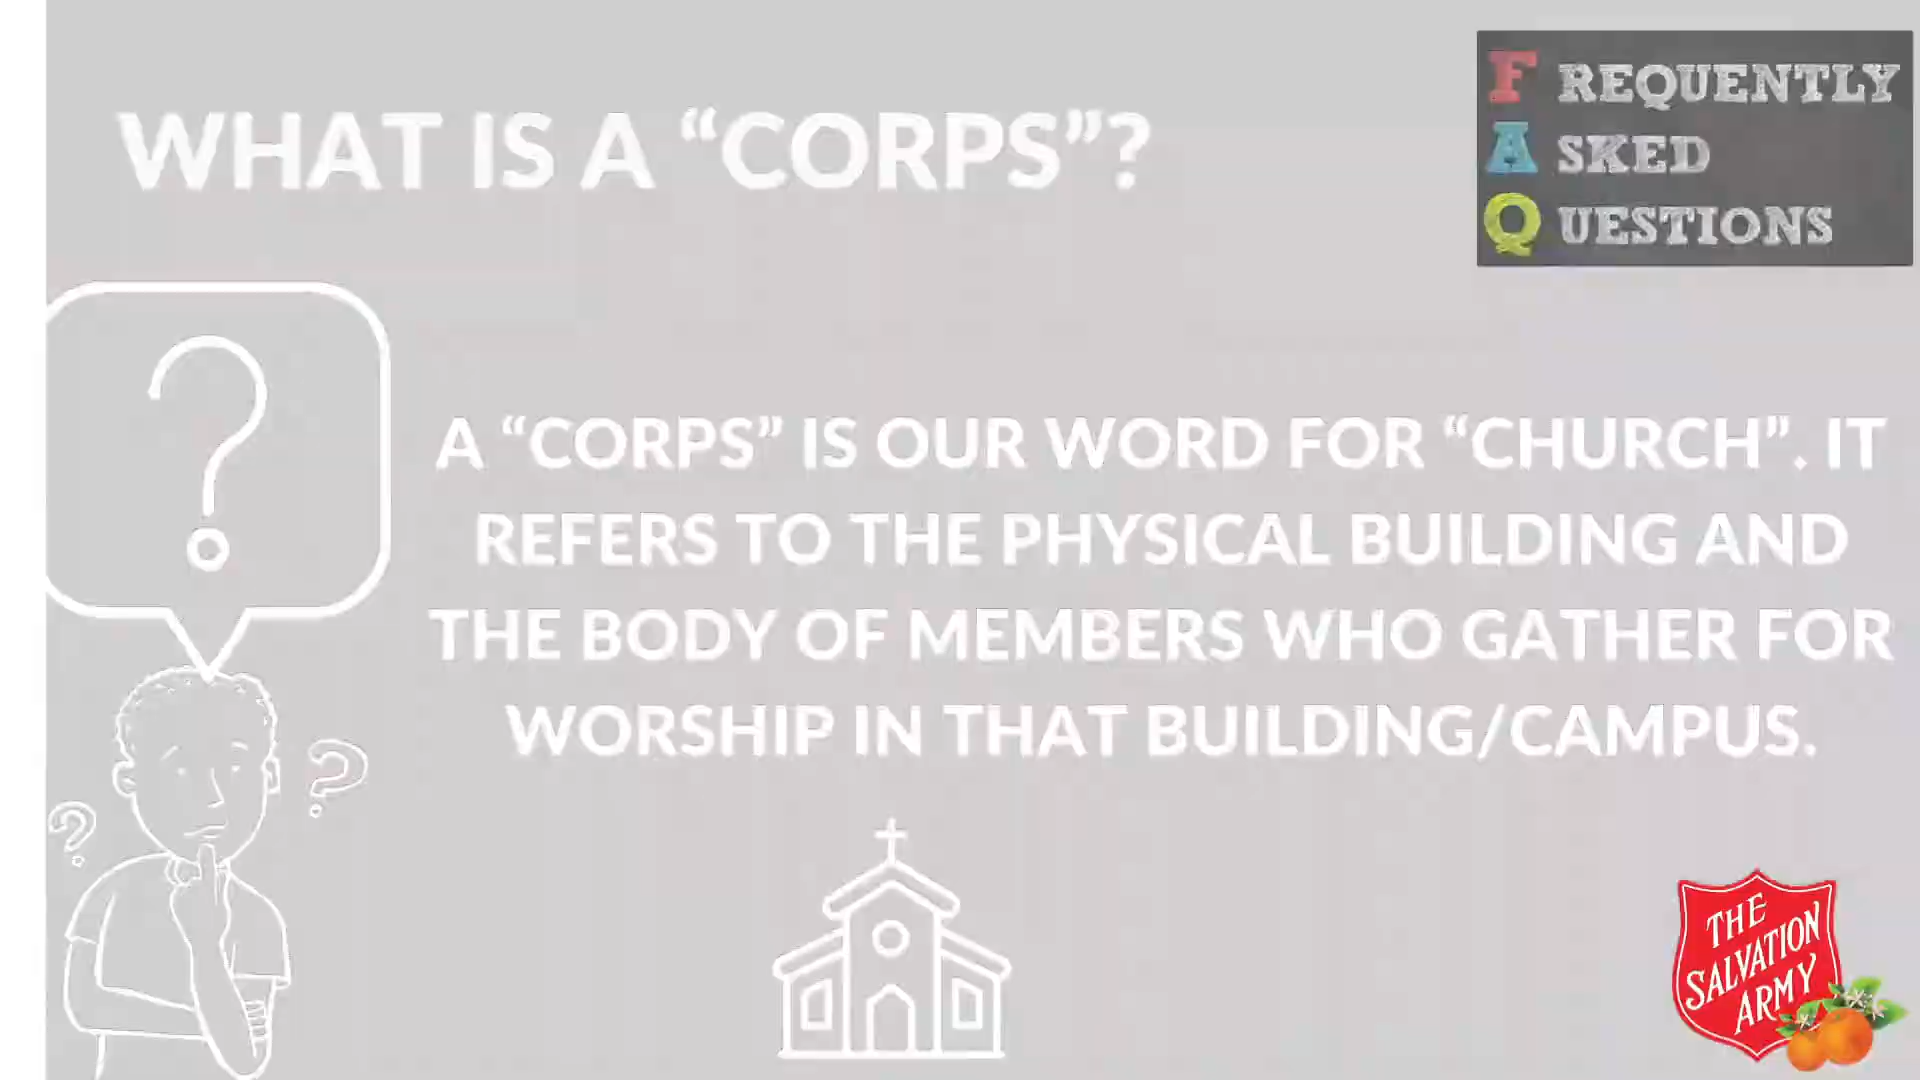 WHAT IS A “CORPS”?
FREQUENTLY
ASKED
QUESTIONS
?
A “CORPS” IS OUR WORD FOR “CHURCH”. IT
REFERS TO THE PHYSICAL BUILDING AND
THE BODY OF MEMBERS WHO GATHER FOR
WORSHIP IN THAT BUILDING/CAMPUS.
?
?
THE
SALVATION
ARMY